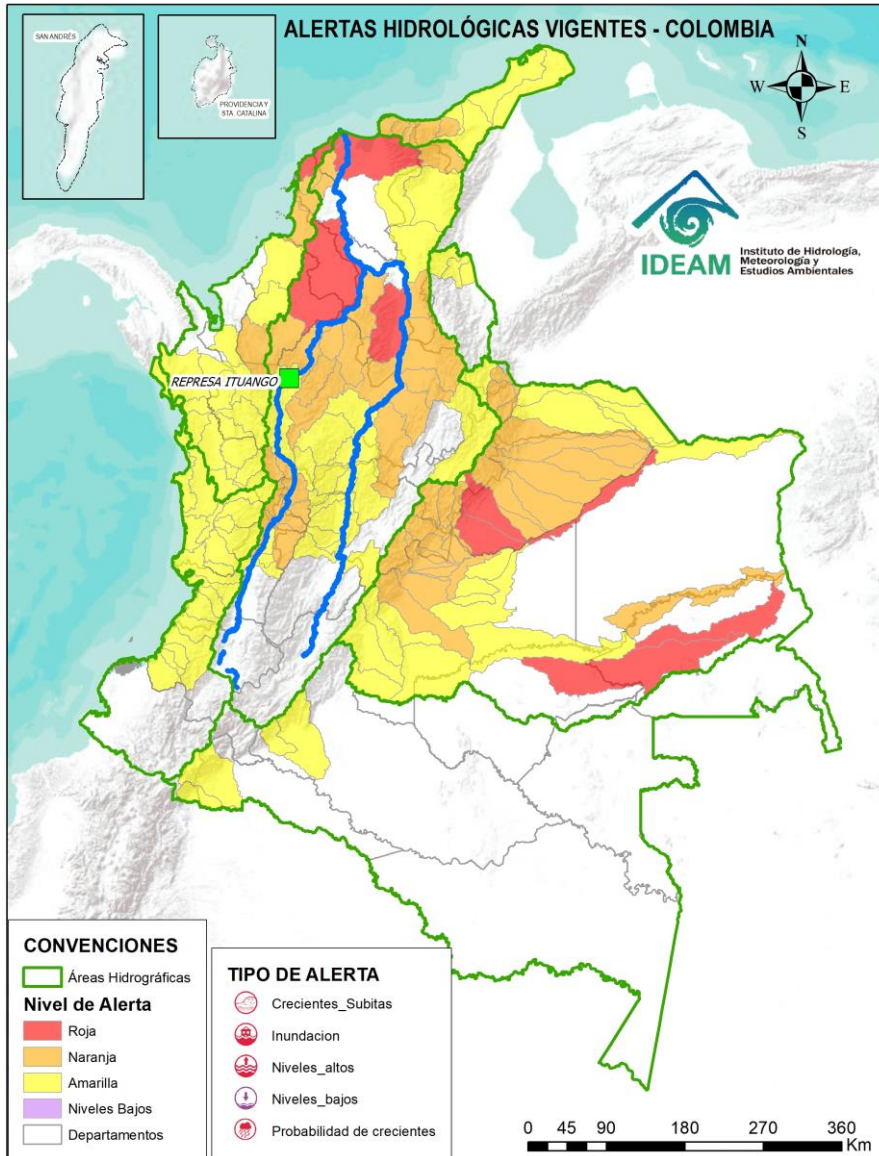 ALERTAS HIDROLÓGICAS VIGENTES - COLOMBIA
SAN ANDRÉS
PROVIDENCIA Y
STA. CATALINA
N
W
E
S
IDEAM
Instituto de Hidrología,
Meteorología y
Estudios Ambientales
REPRESA ITUANGO
CONVENCIONES
Áreas Hidrográficas
Nivel de Alerta
Roja
Naranja
Amarilla
Niveles Bajos
Departamentos
TIPO DE ALERTA
Crecientes_Subitas
Inundacion
Niveles_altos
Niveles_bajos
Probabilidad de crecientes
0 45 90 180 270 360
Km